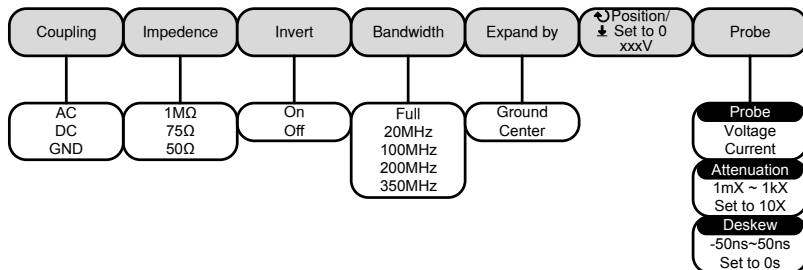 Coupling
Impedence
Invert
Bandwidth
Expand by
Position/
Set to 0
xxxV
Probe
AC
DC
GND
1MΩ
75Ω
50Ω
On
Off
Full
20MHz
100MHz
200MHz
350MHz
Ground
Center
Probe
Voltage
Current
Attenuation
1mX ~ 1kX
Set to 10X
Deskew
-50ns~50ns
Set to 0s